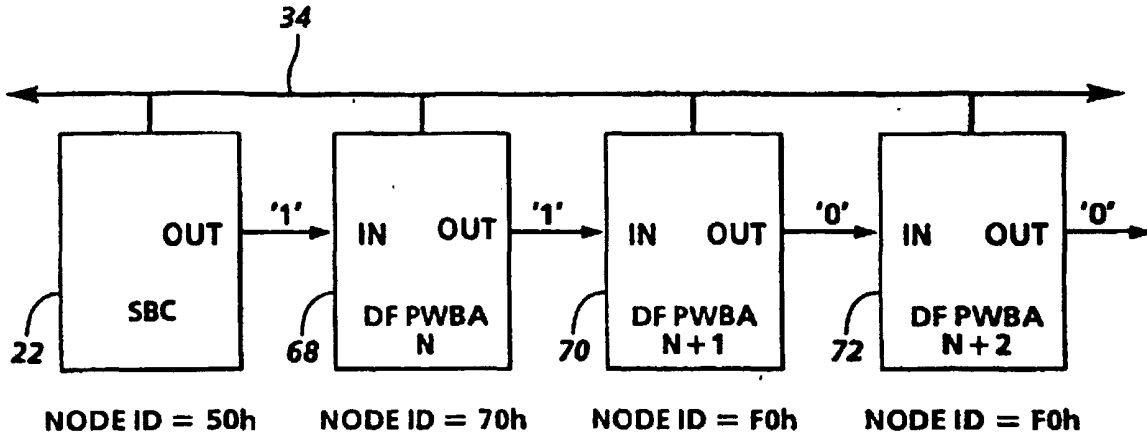 34
'1' '1' '0' '0'
OUT IN OUT IN OUT IN OUT
SBC DF PWBA N DF PWBA N+1 DF PWBA N+2
22 68 70 72
NODE ID = 50h NODE ID = 70h NODE ID = F0h NODE ID = F0h